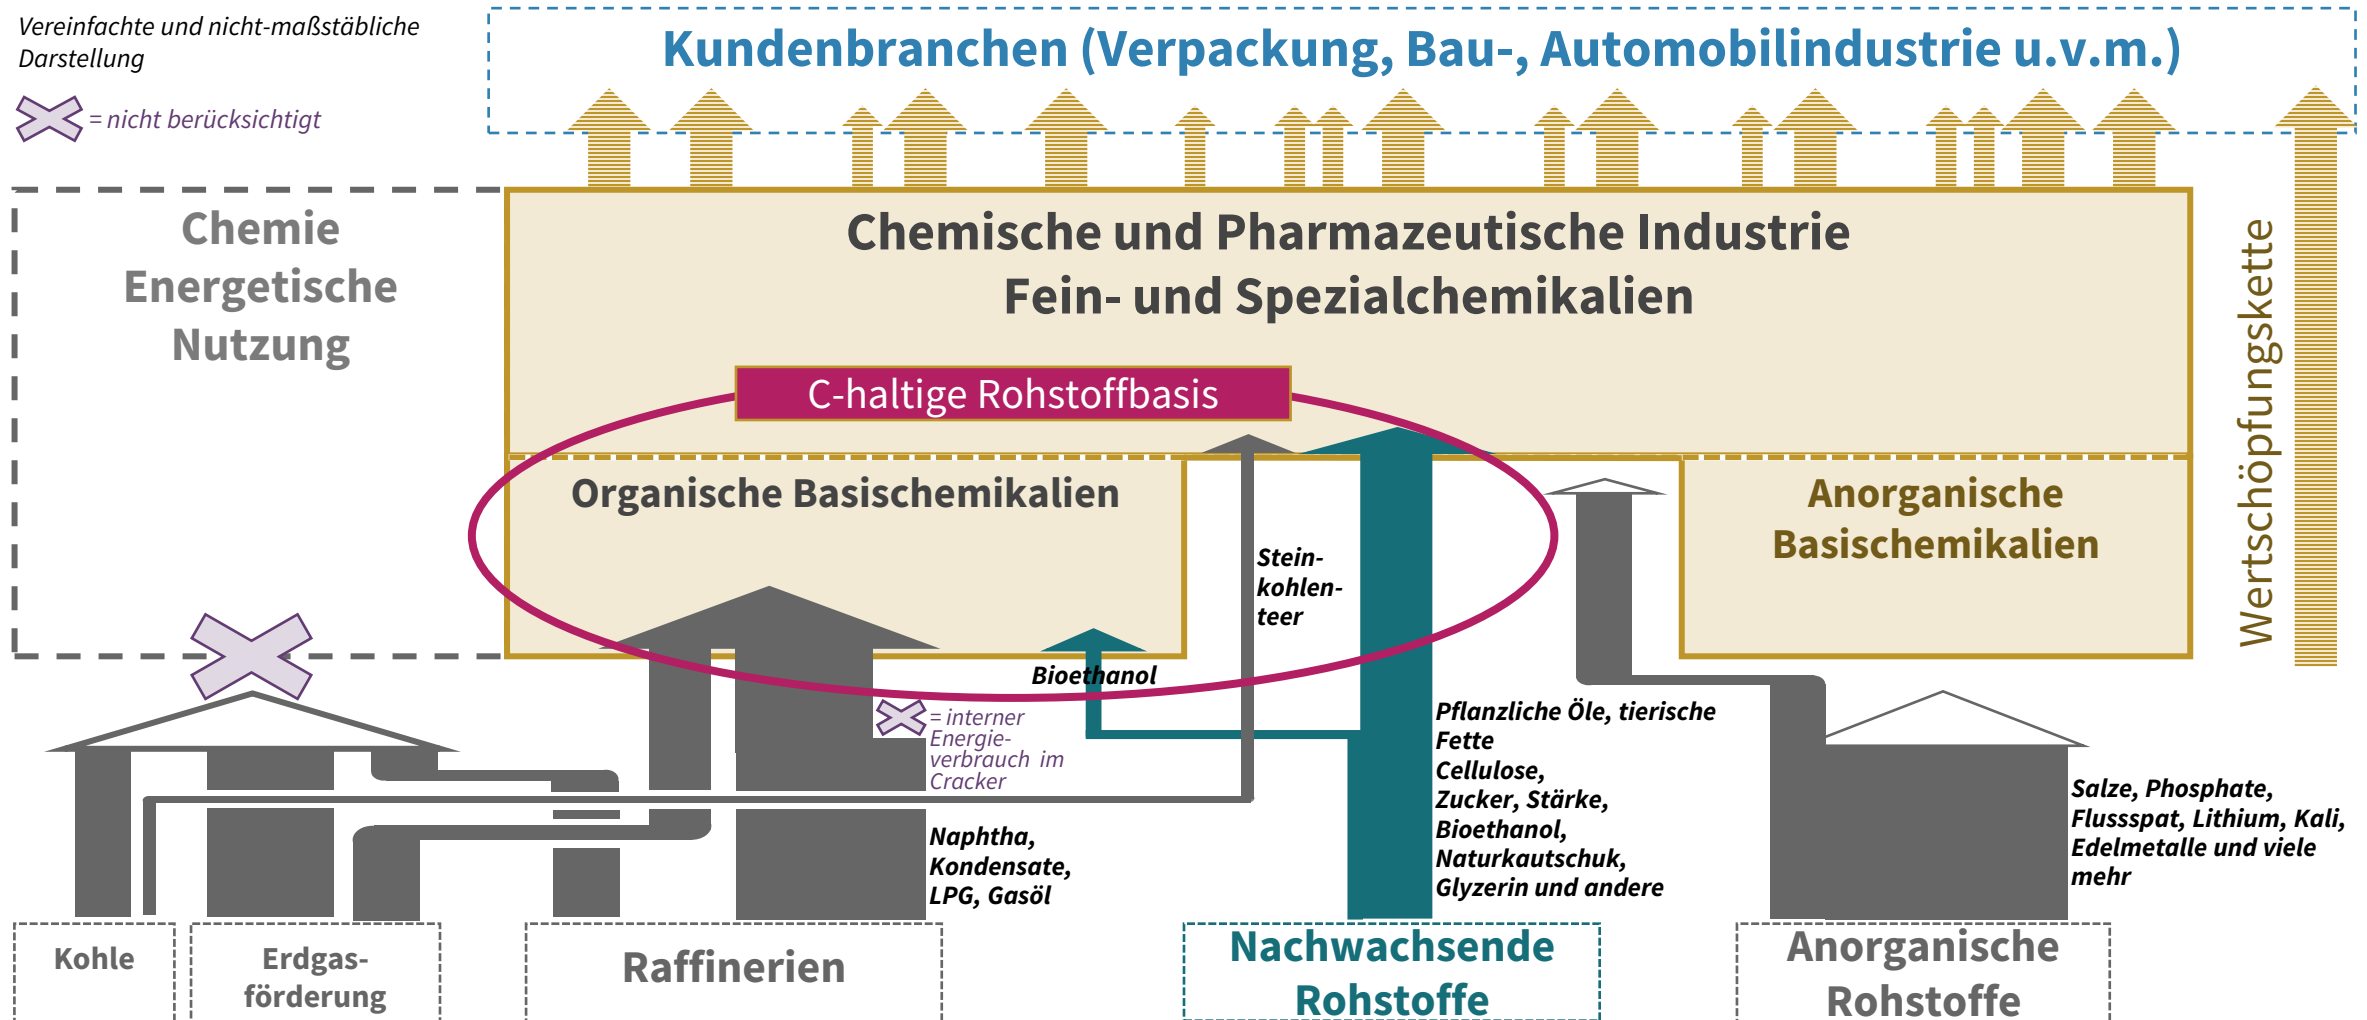 Vereinfachte und nicht-maßstäbliche
Darstellung
= nicht berücksichtigt
Kundenbranchen (Verpackung, Bau-, Automobilindustrie u.v.m.)
Chemie
Energetische
Nutzung
Chemische und Pharmazeutische Industrie
Fein- und Spezialchemikalien
C-haltige Rohstoffbasis
Organische Basischemikalien
Anorganische
Basischemikalien
Wertschöpfungskette
Stein-
kohlen-
teer
Bioethanol
= interner
Energie-
verbrauch im
Cracker
Naphtha,
Kondensate,
LPG, Gasöl
Pflanzliche Öle, tierische
Fette
Cellulose,
Zucker, Stärke,
Bioethanol,
Naturkautschuk,
Glyzerin und andere
Salze, Phosphate,
Flussspat, Lithium, Kali,
Edelmetalle und viele
mehr
Kohle
Erdgas-
förderung
Raffinerien
Nachwachsende
Rohstoffe
Anorganische
Rohstoffe